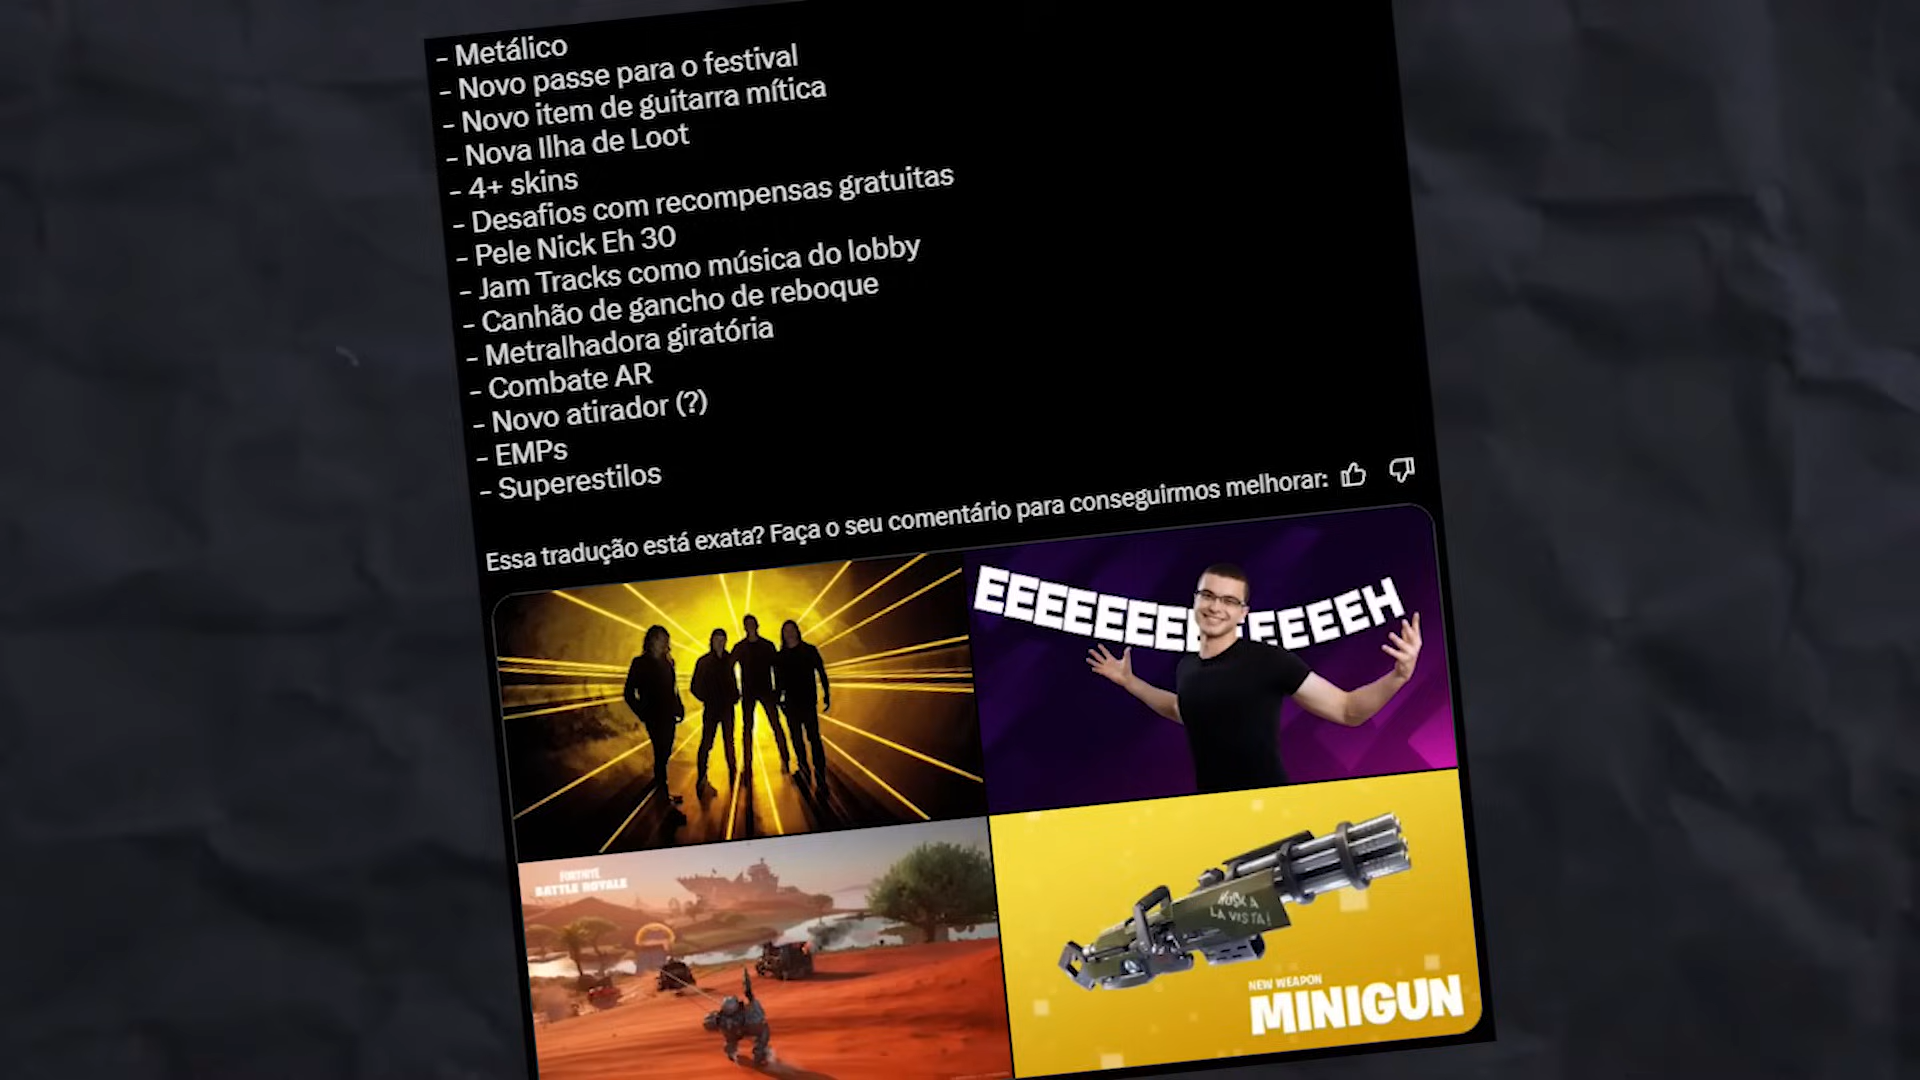 - Metálico
- Novo passe para o festival
- Novo item de guitarra mítica
- Nova Ilha de Loot
- 4+ skins
- Desafios com recompensas gratuitas
- Pele Nick Eh 30
- Jam Tracks como música do lobby
- Canhão de gancho de reboque
- Metralhadora giratória
- Combate AR
- Novo atirador (?)
- EMPs
- Superestilos
Essa tradução está exata? Faça o seu comentário para conseguirmos melhorar:
EEEEEEEEEEEEH
FORTNITE
BATTLE ROYALE
LA VISTA!
NEW WEAPON
MINIGUN